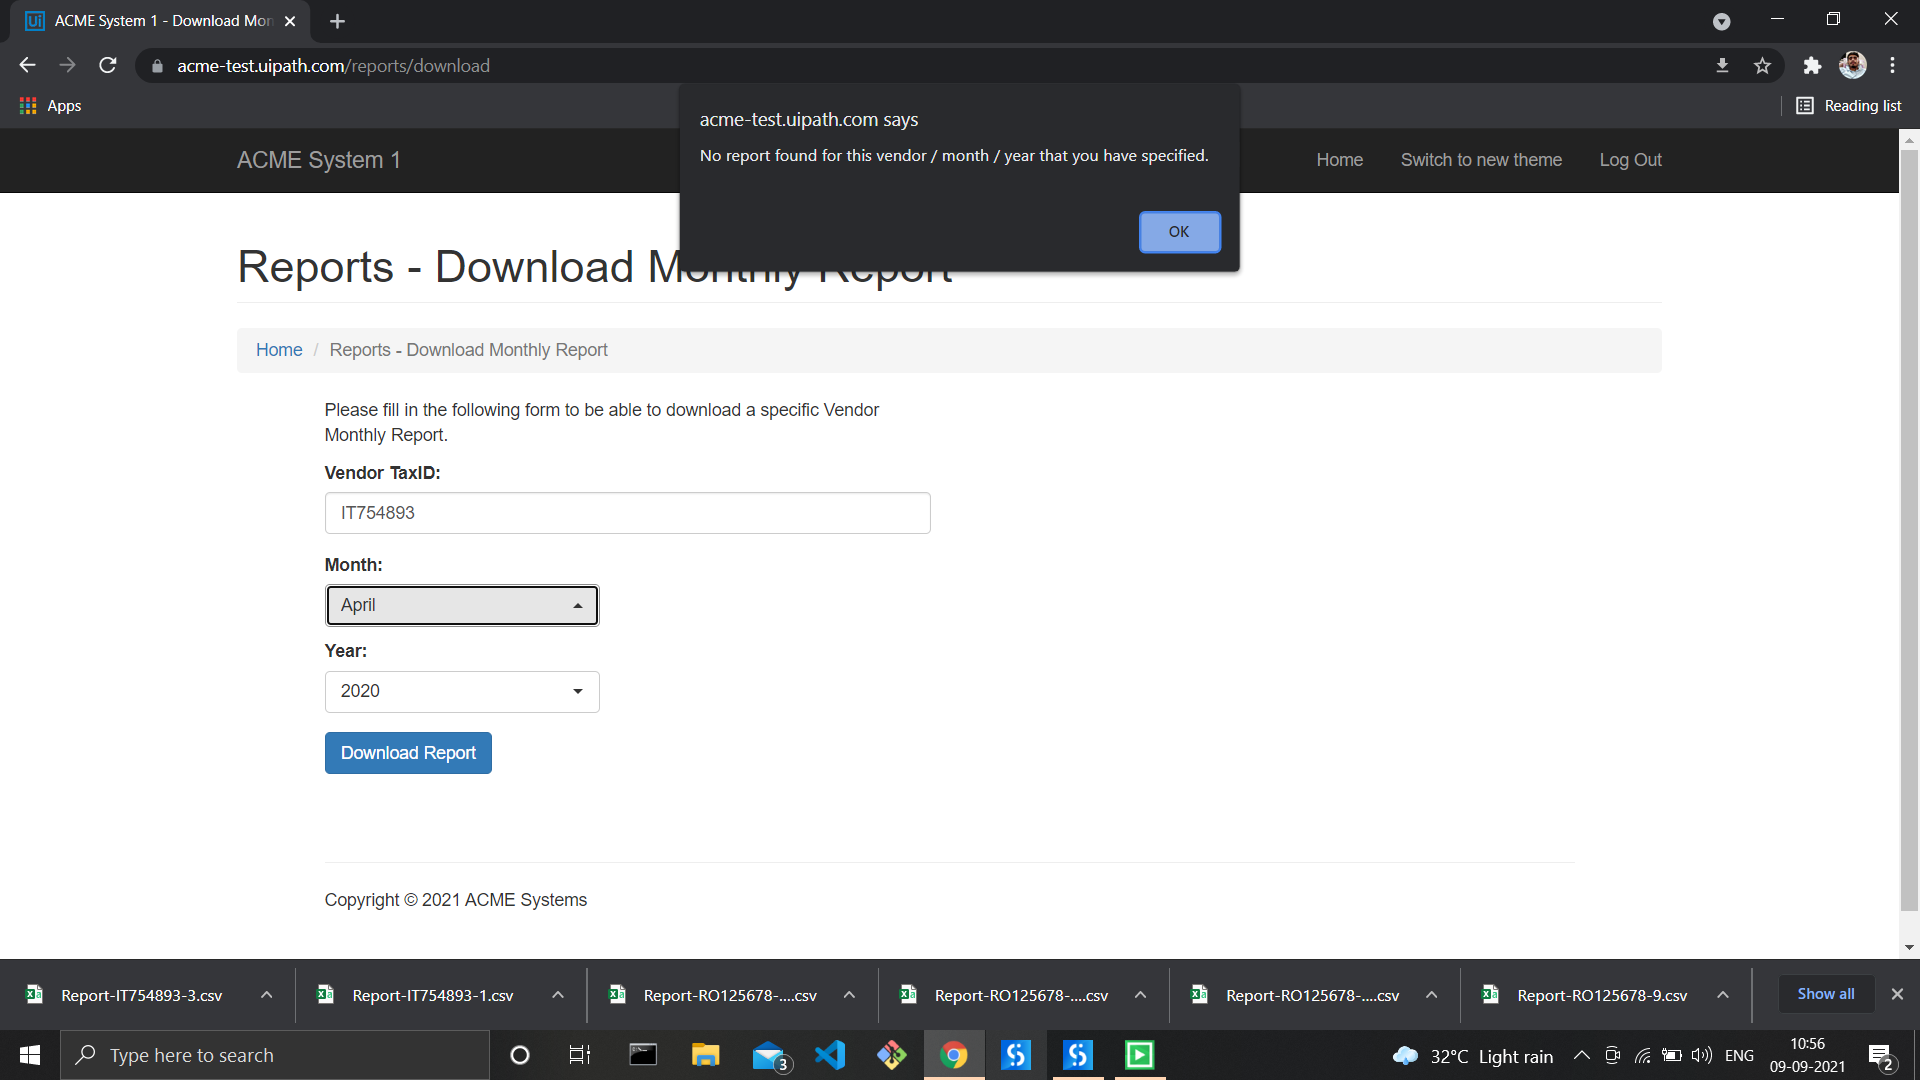 ACME System 1 - Download Mon
acme-test.uipath.com/reports/download
Apps
Reading list
acme-test.uipath.com says
No report found for this vendor / month / year that you have specified.
OK
ACME System 1
Home
Switch to new theme
Log Out
Reports - Download Monthly Report
Home / Reports - Download Monthly Report
Please fill in the following form to be able to download a specific Vendor
Monthly Report.
Vendor TaxID:
IT754893
Month:
April
Year:
2020
Download Report
Copyright © 2021 ACME Systems
Report-IT754893-3.csv
Report-IT754893-1.csv
Report-RO125678-....csv
Report-RO125678-....csv
Report-RO125678-....csv
Report-RO125678-9.csv
Show all
Type here to search
3
32°C Light rain
ENG
10:56
09-09-2021
2